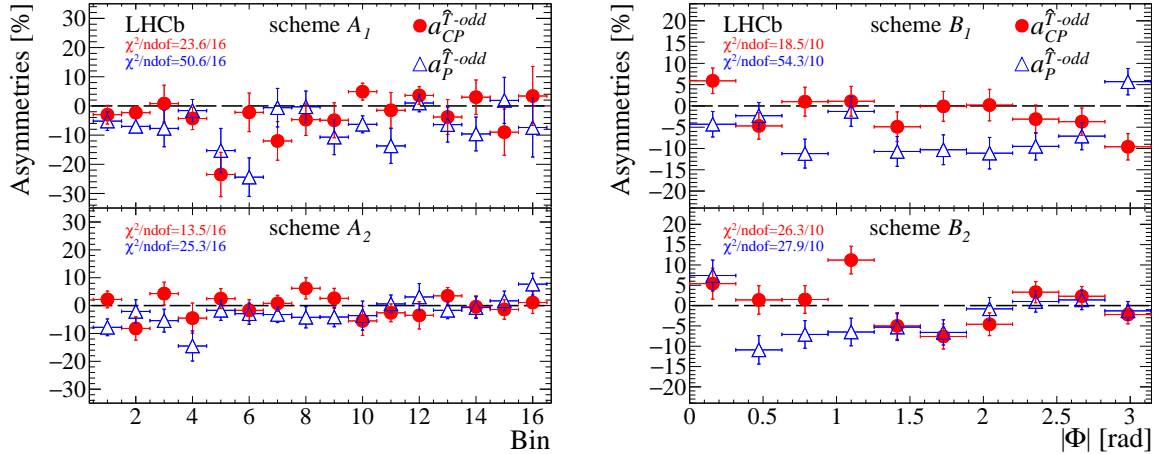 Asymmetries [%]
LHCb
scheme A₁
a_{CP}^{T̂-odd}
χ²/ndof=23.6/16
χ²/ndof=50.6/16
a_P^{T̂-odd}
30
20
10
0
−10
−20
−30
scheme A₂
χ²/ndof=13.5/16
χ²/ndof=25.3/16
30
20
10
0
−10
−20
−30
2 4 6 8 10 12 14 16
Bin
Asymmetries [%]
LHCb
scheme B₁
a_{CP}^{T̂-odd}
χ²/ndof=18.5/10
χ²/ndof=54.3/10
a_P^{T̂-odd}
20
15
10
5
0
−5
−10
−15
−20
scheme B₂
χ²/ndof=26.3/10
χ²/ndof=27.9/10
20
15
10
5
0
−5
−10
−15
−20
0 0.5 1 1.5 2 2.5 3
|Φ| [rad]